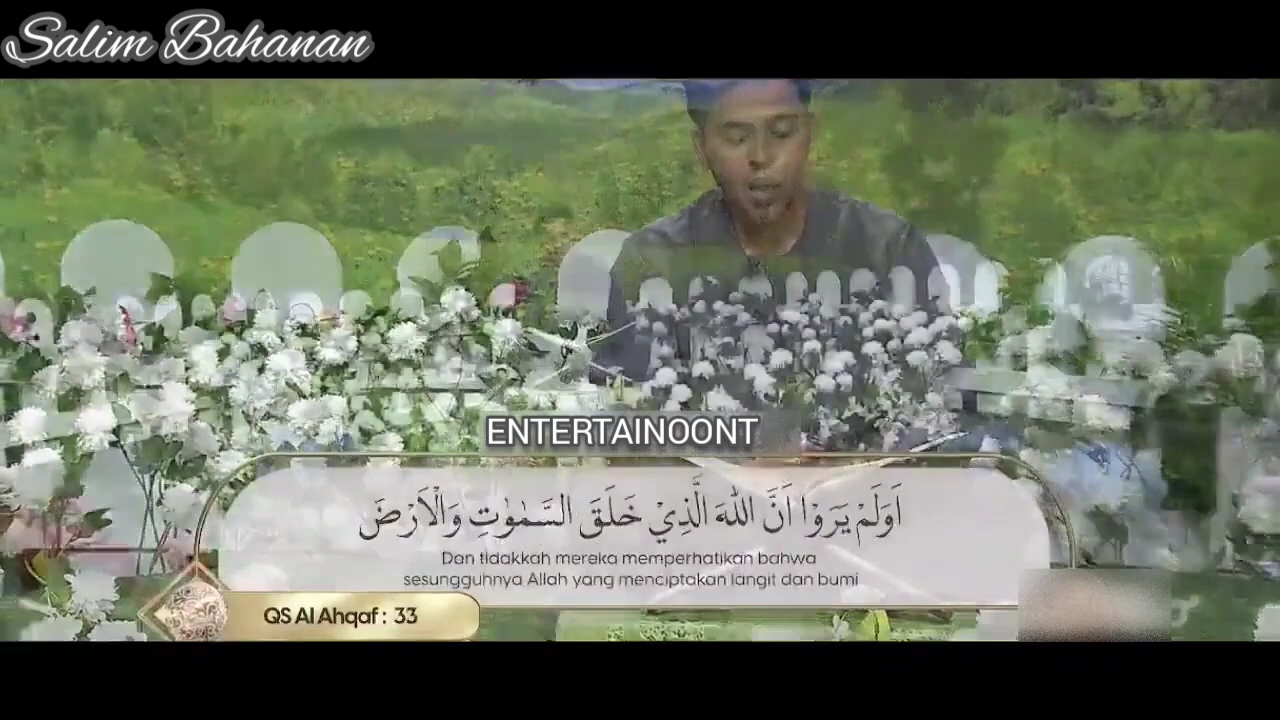 Salim Bahanan
ENTERTAINOONT
اَوَلَمْ يَرَوْا اَنَّ اللّٰهَ الَّذِيْ خَلَقَ السَّمٰوٰتِ وَالْاَرْضَ
Dan tidakkah mereka memperhatikan bahwa
sesungguhnya Allah yang menciptakan langit dan bumi
QS Al Ahqaf : 33